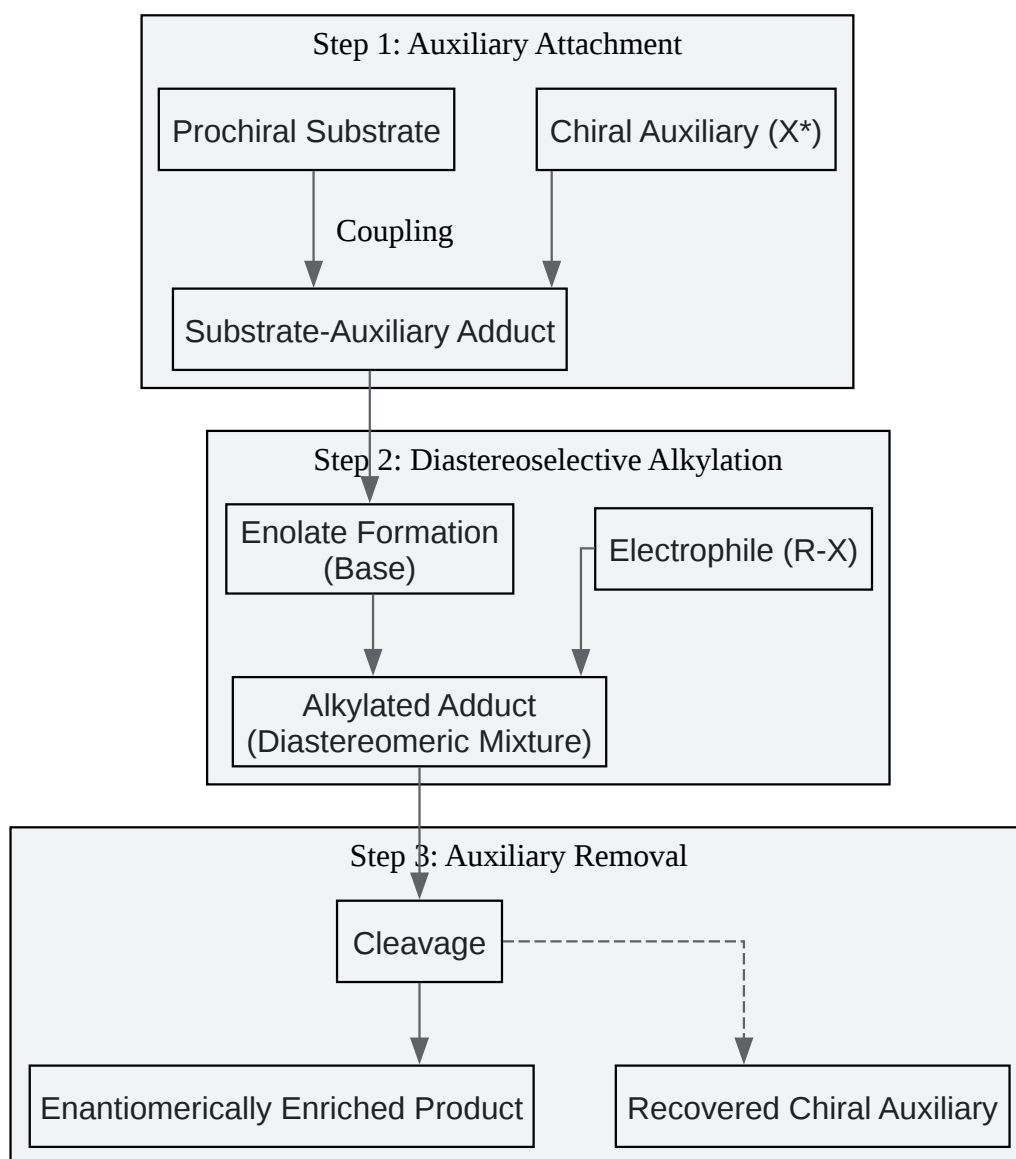 Step 1: Auxiliary Attachment
Prochiral Substrate
Chiral Auxiliary (X*)
Coupling
Substrate-Auxiliary Adduct
Step 2: Diastereoselective Alkylation
Enolate Formation
(Base)
Electrophile (R-X)
Alkylated Adduct
(Diastereomeric Mixture)
Step 3: Auxiliary Removal
Cleavage
Enantiomerically Enriched Product
Recovered Chiral Auxiliary